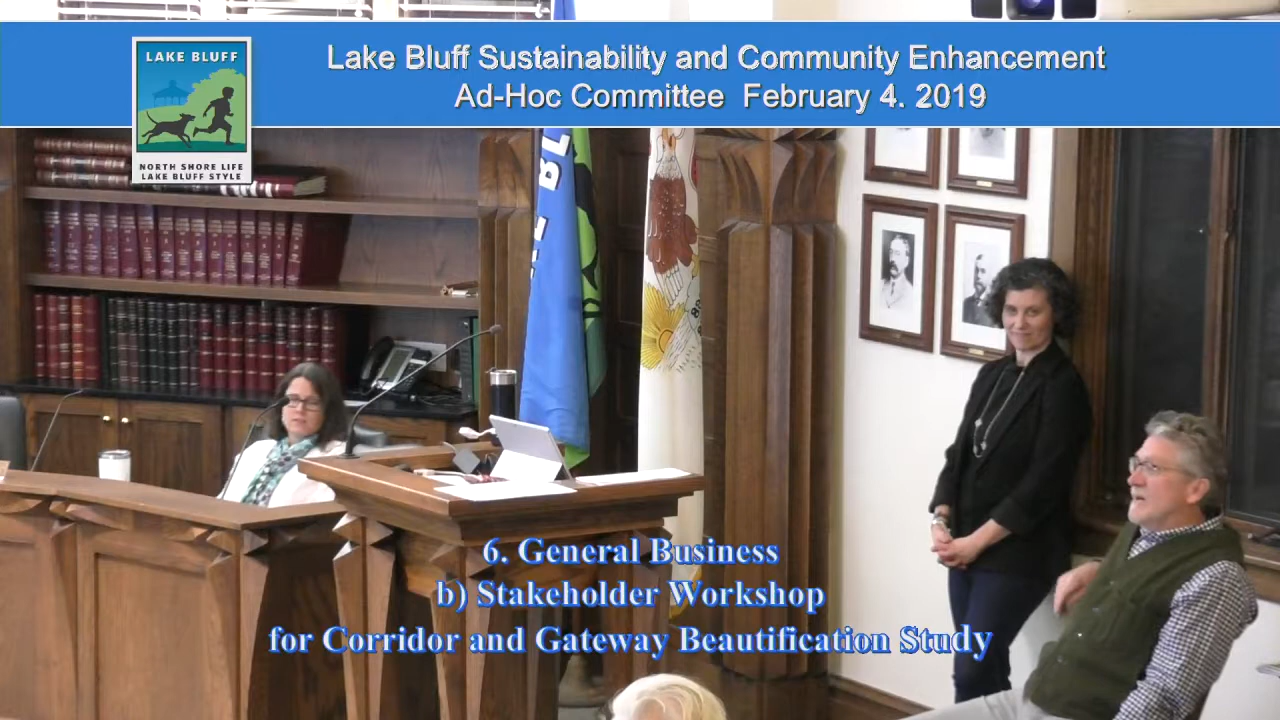 LAKE BLUFF
NORTH SHORE LIFE
LAKE BLUFF STYLE
Lake Bluff Sustainability and Community Enhancement
Ad-Hoc Committee February 4. 2019
6. General Business
b) Stakeholder Workshop
for Corridor and Gateway Beautification Study